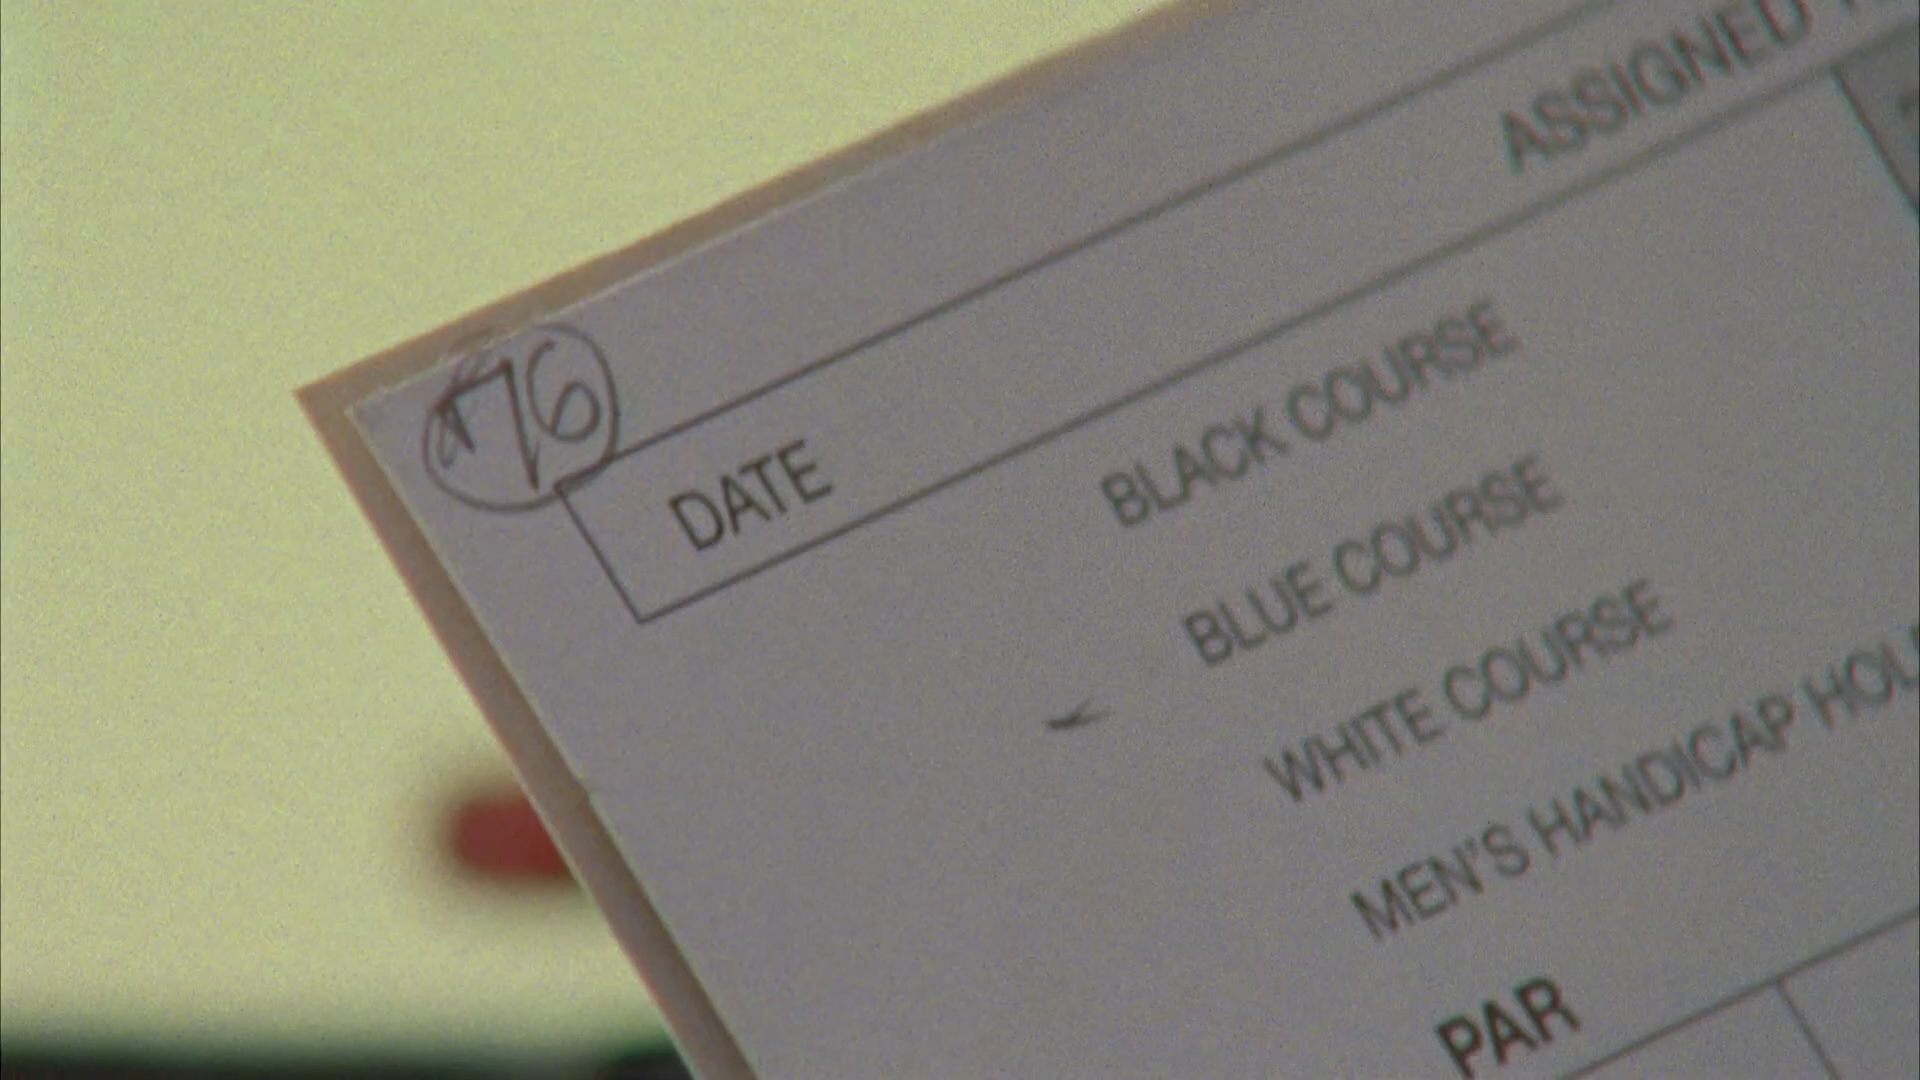 #76
ASSIGNED
DATE
BLACK COURSE
BLUE COURSE
WHITE COURSE
MEN'S HANDICAP
PAR